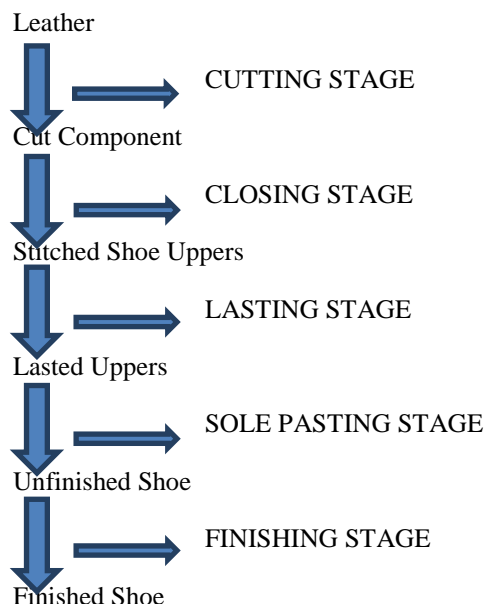 Leather
CUTTING STAGE
Cut Component
CLOSING STAGE
Stitched Shoe Uppers
LASTING STAGE
Lasted Uppers
SOLE PASTING STAGE
Unfinished Shoe
FINISHING STAGE
Finished Shoe